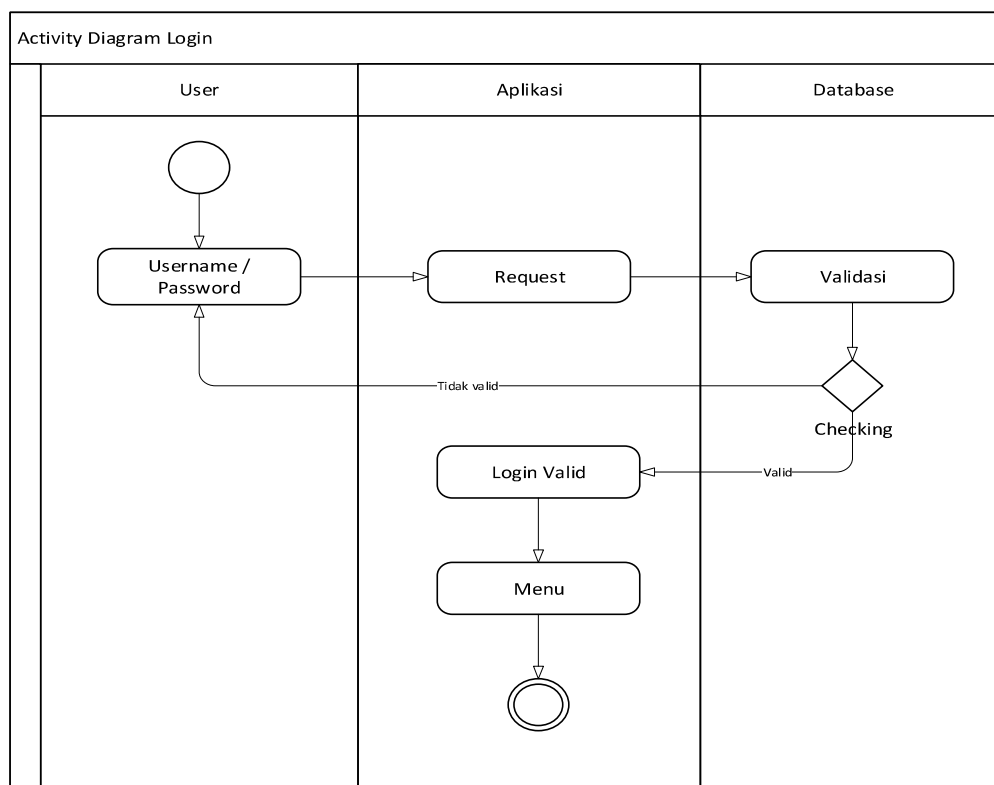 Activity Diagram Login
User
Aplikasi
Database
Username /
Password
Request
Validasi
Tidak valid
Checking
Login Valid
Valid
Menu